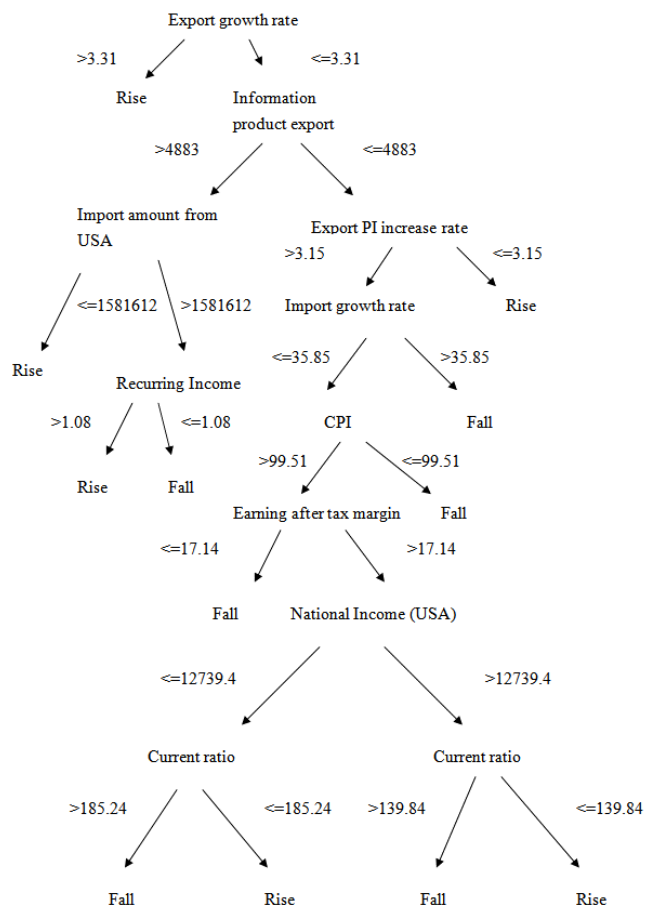 Export growth rate
>3.31
<=3.31
Rise
Information
product export
>4883
<=4883
Import amount from
USA
Export PI increase rate
>3.15
<=3.15
<=1581612
>1581612
Import growth rate
Rise
Rise
<=35.85
>35.85
Recurring Income
>1.08
<=1.08
CPI
Fall
>99.51
<=99.51
Rise
Fall
Earning after tax margin
Fall
<=17.14
>17.14
Fall
National Income (USA)
<=12739.4
>12739.4
Current ratio
Current ratio
>185.24
<=185.24
>139.84
<=139.84
Fall
Rise
Fall
Rise